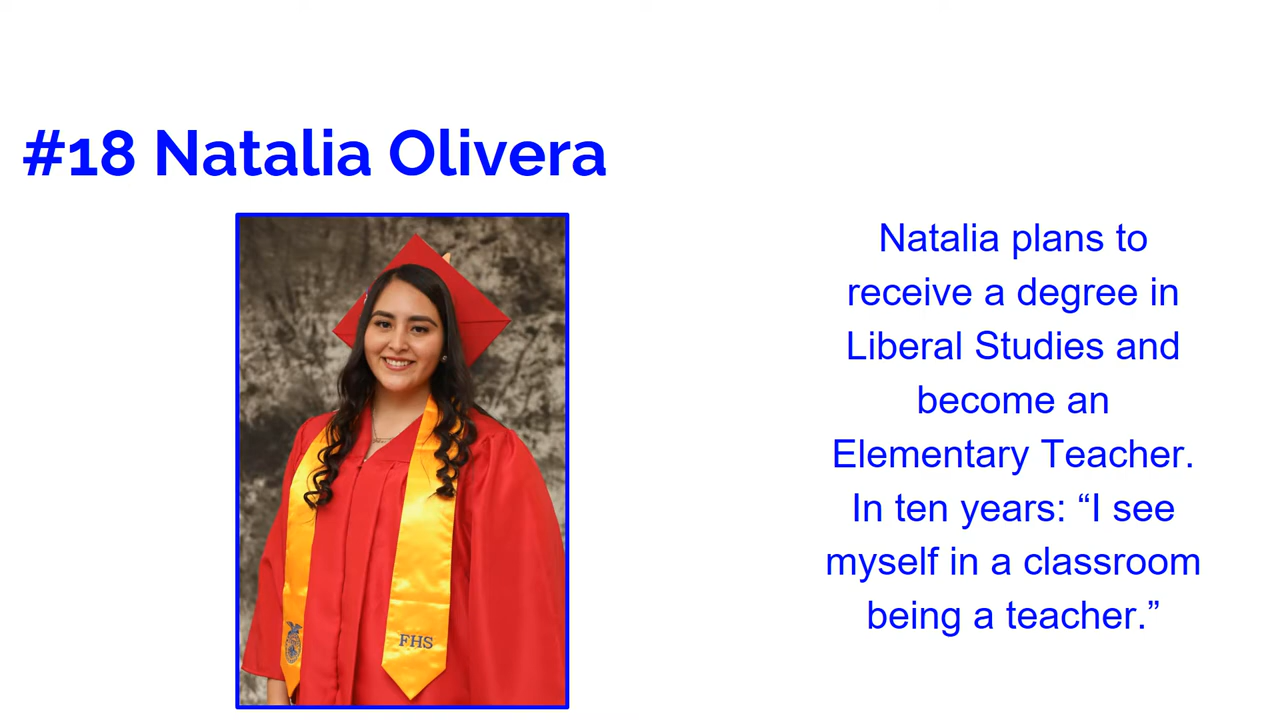 #18 Natalia Olivera
Natalia plans to
receive a degree in
Liberal Studies and
become an
Elementary Teacher.
In ten years: “I see
myself in a classroom
being a teacher.”
FHS